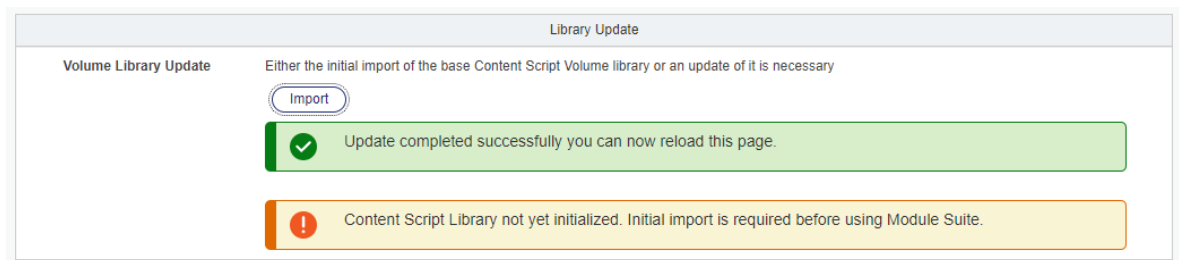 Library Update
Volume Library Update
Either the initial import of the base Content Script Volume library or an update of it is necessary
Import
Update completed successfully you can now reload this page.
Content Script Library not yet initialized. Initial import is required before using Module Suite.